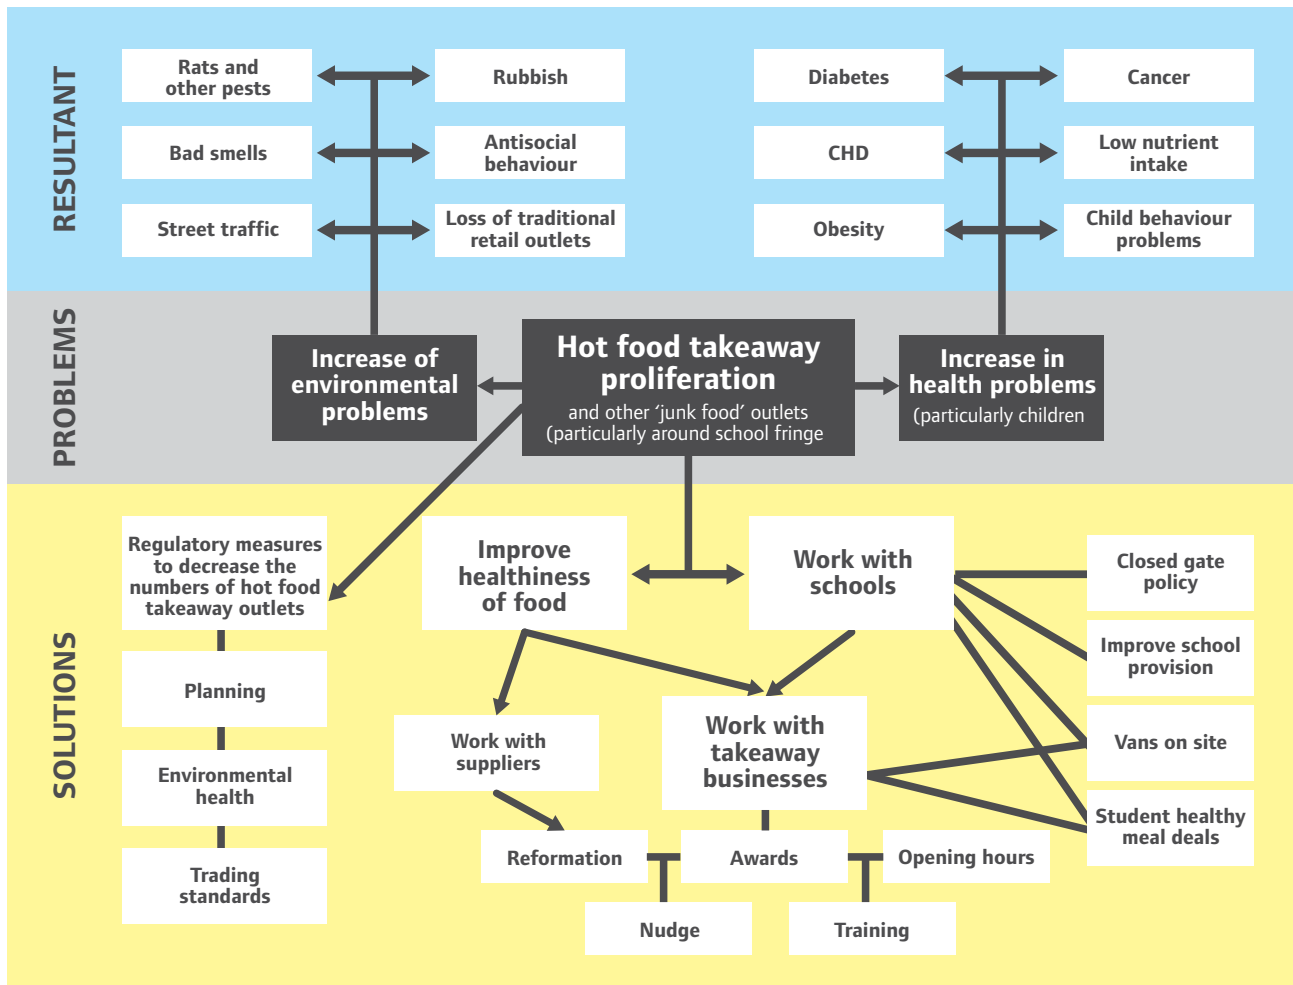 RESULTANT
Rats and
other pests
Rubbish
Bad smells
Antisocial
behaviour
Street traffic
Loss of traditional
retail outlets
Diabetes
Cancer
CHD
Low nutrient
intake
Obesity
Child behaviour
problems
PROBLEMS
Increase of
environmental
problems
Hot food takeaway
proliferation
and other ‘junk food’ outlets
(particularly around school fringe
Increase in
health problems
(particularly children
SOLUTIONS
Regulatory measures
to decrease the
numbers of hot food
takeaway outlets
Planning
Environmental
health
Trading
standards
Improve
healthiness
of food
Work with
schools
Closed gate
policy
Improve school
provision
Vans on site
Student healthy
meal deals
Work with
suppliers
Work with
takeaway
businesses
Reformation
Awards
Opening hours
Nudge
Training